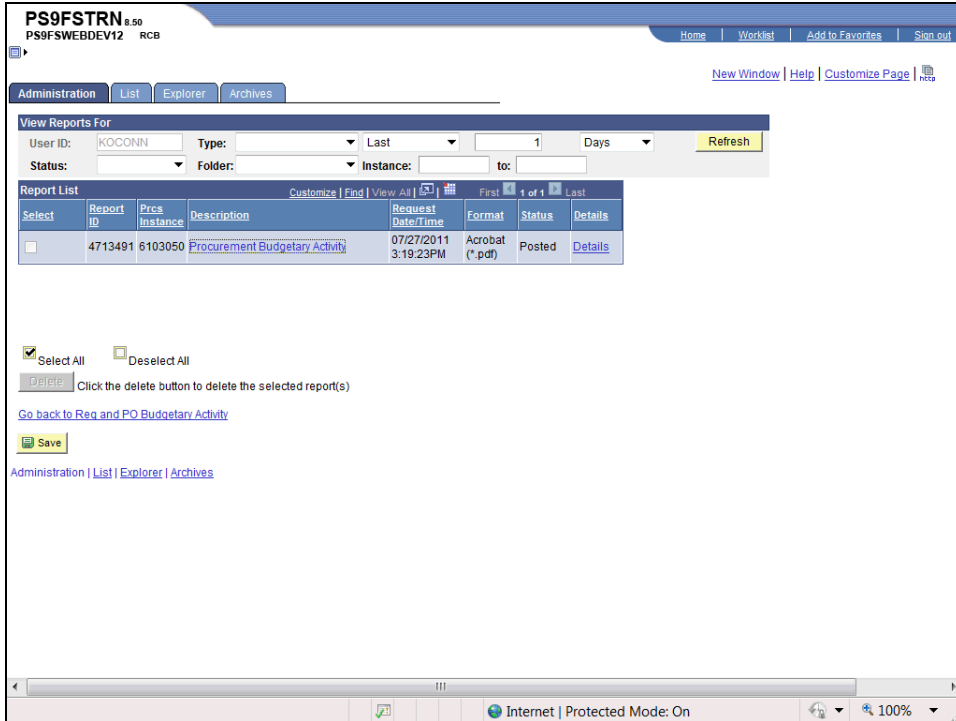 PS9FSTRN 8.50
PS9FSWEBDEV12 RCB
Home | Worklist | Add to Favorites | Sign out
New Window | Help | Customize Page | http
Administration List Explorer Archives
View Reports For
User ID: KOCONN Type: Last 1 Days Refresh
Status: Folder: Instance: to:
Report List Customize | Find | View All | | First 1 of 1 Last
Select Report ID Prcs Instance Description Request Date/Time Format Status Details
4713491 6103050 Procurement Budgetary Activity 07/27/2011 3:19:23PM Acrobat (*.pdf) Posted Details
Select All Deselect All
Delete Click the delete button to delete the selected report(s)
Go back to Req and PO Budgetary Activity
Save
Administration | List | Explorer | Archives
Internet | Protected Mode: On 100%